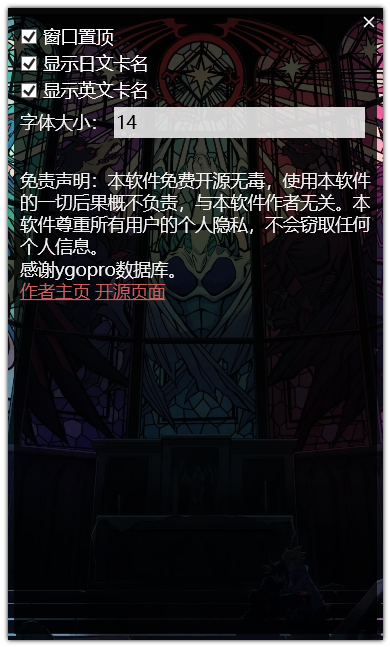 窗口置顶
显示日文卡名
显示英文卡名
字体大小： 14
免责声明：本软件免费开源无毒，使用本软件
的一切后果概不负责，与本软件作者无关。本
软件尊重所有用户的个人隐私，不会窃取任何
个人信息。
感谢ygopro数据库。
作者主页 开源页面